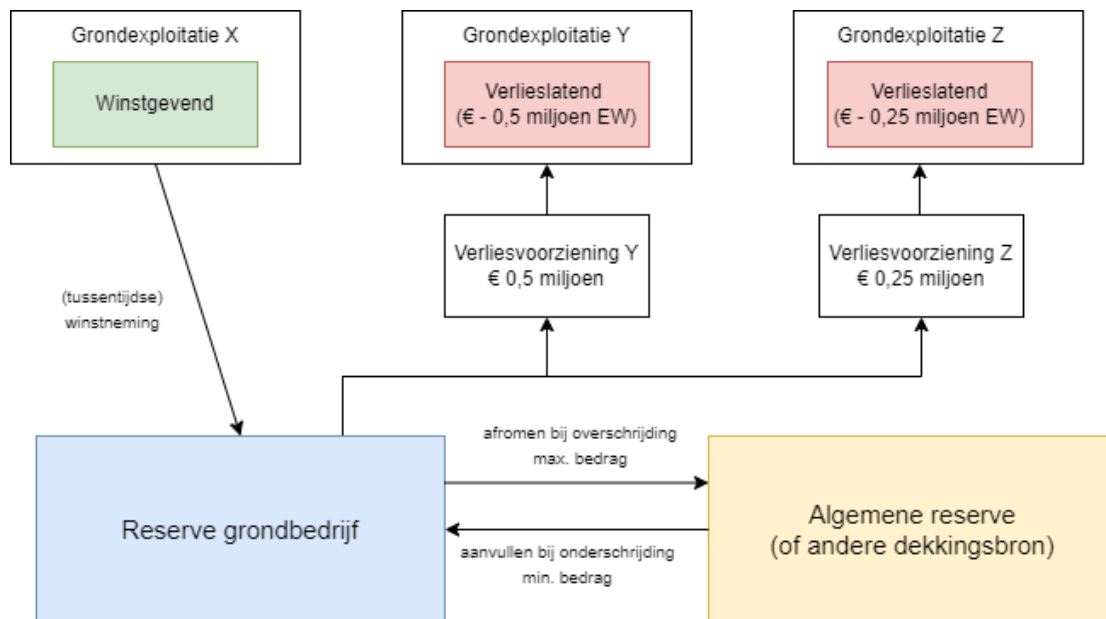 Grondexploitatie X
Winstgevend
Grondexploitatie Y
Verlieslatend
(€ - 0,5 miljoen EW)
Grondexploitatie Z
Verlieslatend
(€ - 0,25 miljoen EW)
Verliesvoorziening Y
€ 0,5 miljoen
Verliesvoorziening Z
€ 0,25 miljoen
(tussentijdse)
winstneming
afromen bij overschrijding
max. bedrag
Reserve grondbedrijf
Algemene reserve
(of andere dekkingsbron)
aanvullen bij onderschrijding
min. bedrag